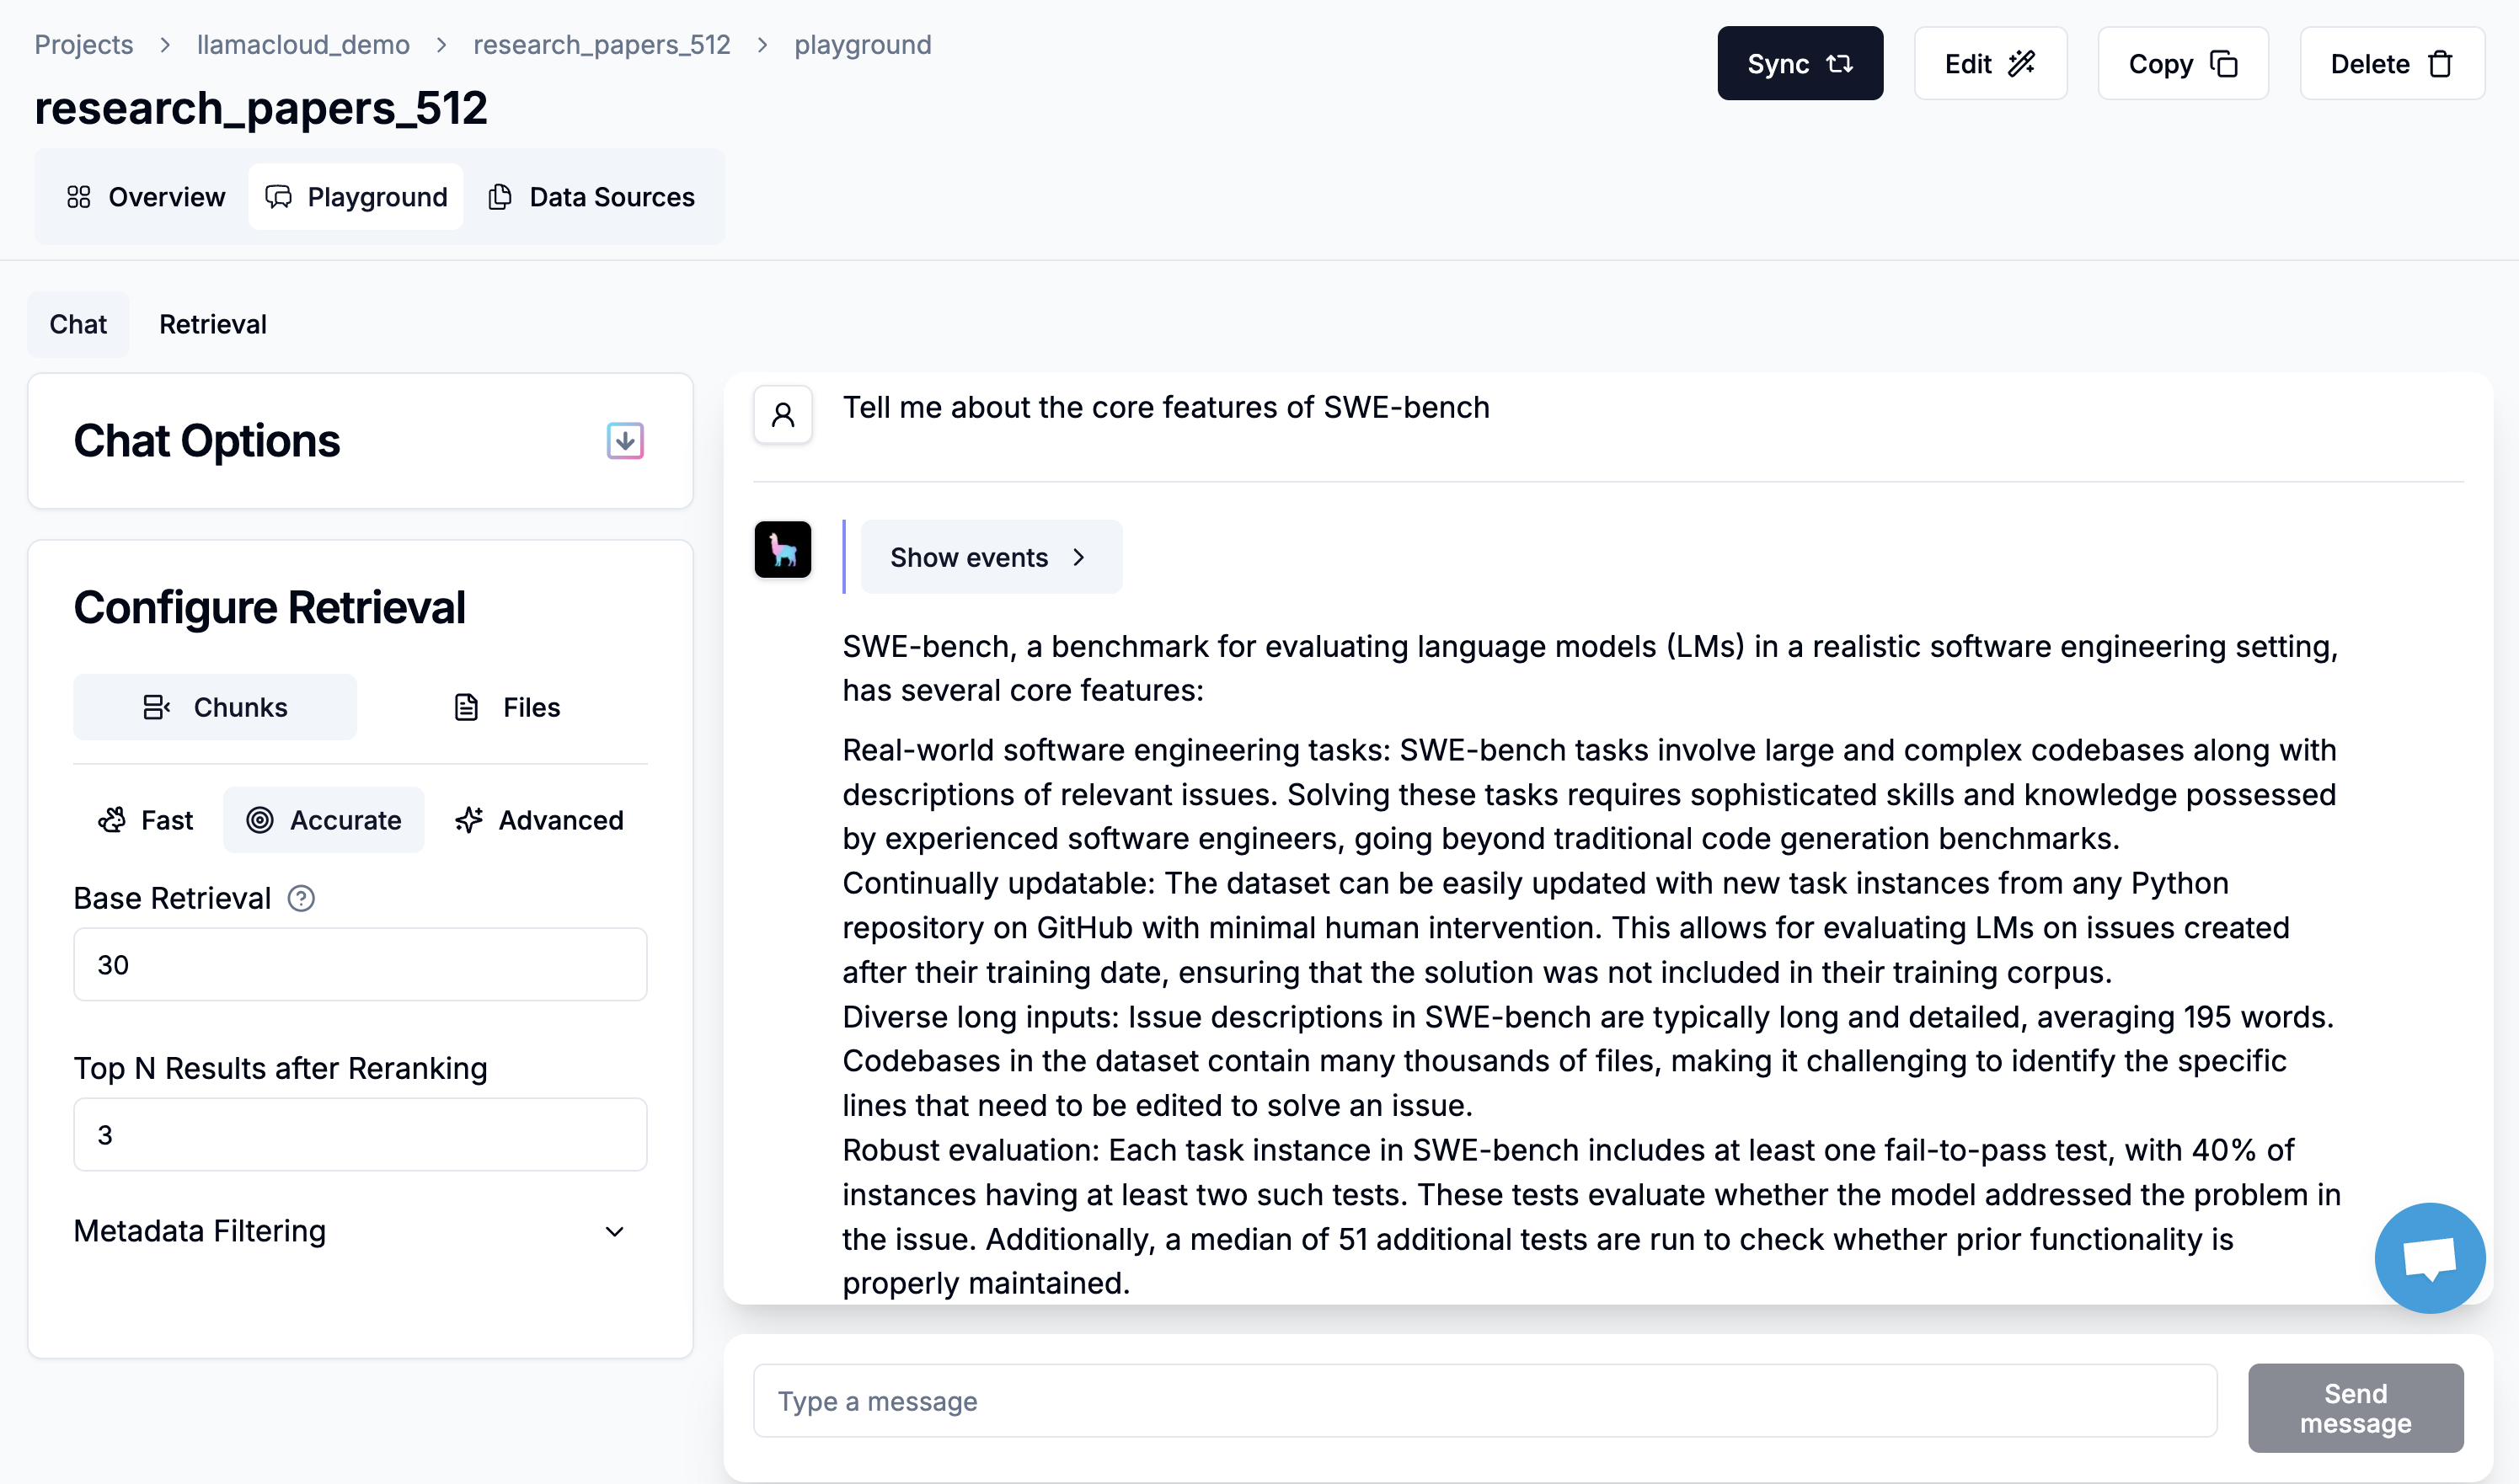 Projects > llamacloud_demo > research_papers_512 > playground
research_papers_512
Sync
Edit
Copy
Delete
Overview
Playground
Data Sources
Chat
Retrieval
Chat Options
Configure Retrieval
Chunks
Files
Fast
Accurate
Advanced
Base Retrieval
30
Top N Results after Reranking
3
Metadata Filtering
Tell me about the core features of SWE-bench
Show events
SWE-bench, a benchmark for evaluating language models (LMs) in a realistic software engineering setting,
has several core features:
Real-world software engineering tasks: SWE-bench tasks involve large and complex codebases along with
descriptions of relevant issues. Solving these tasks requires sophisticated skills and knowledge possessed
by experienced software engineers, going beyond traditional code generation benchmarks.
Continually updatable: The dataset can be easily updated with new task instances from any Python
repository on GitHub with minimal human intervention. This allows for evaluating LMs on issues created
after their training date, ensuring that the solution was not included in their training corpus.
Diverse long inputs: Issue descriptions in SWE-bench are typically long and detailed, averaging 195 words.
Codebases in the dataset contain many thousands of files, making it challenging to identify the specific
lines that need to be edited to solve an issue.
Robust evaluation: Each task instance in SWE-bench includes at least one fail-to-pass test, with 40% of
instances having at least two such tests. These tests evaluate whether the model addressed the problem in
the issue. Additionally, a median of 51 additional tests are run to check whether prior functionality is
properly maintained.
Type a message
Send
message